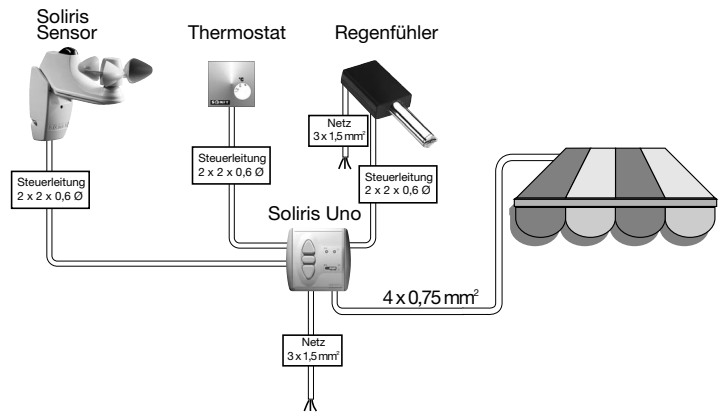 Soliris
Sensor
Thermostat
Regenfühler
SOMFY
Netz
3 x 1,5 mm²
Steuerleitung
2 x 2 x 0,6 Ø
Steuerleitung
2 x 2 x 0,6 Ø
Steuerleitung
2 x 2 x 0,6 Ø
Soliris Uno
4 x 0,75 mm²
Netz
3 x 1,5 mm²